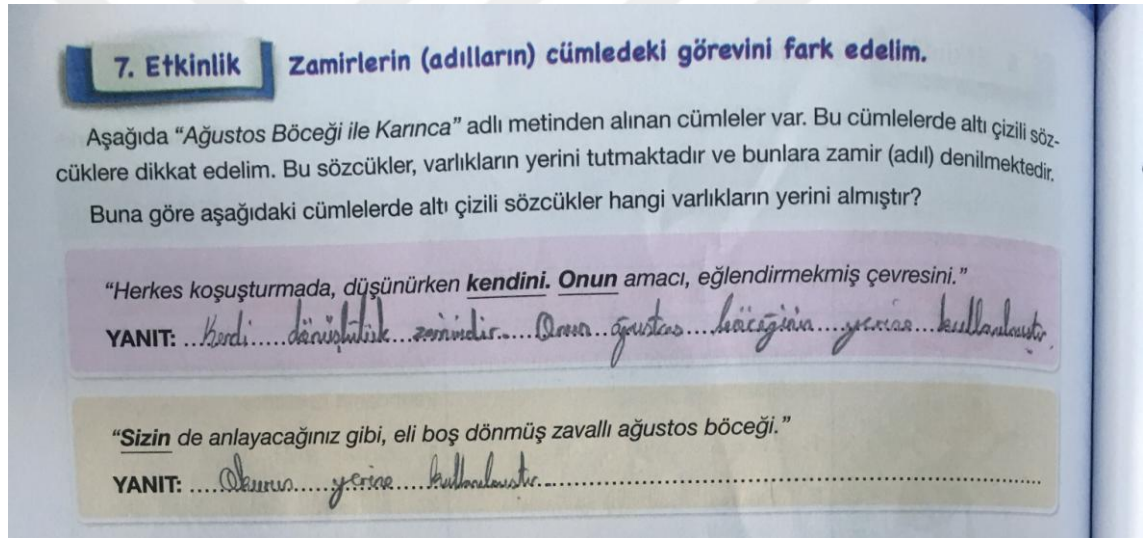 7. Etkinlik Zamirlerin (adılların) cümledeki görevini fark edelim.
Aşağıda “Ağustos Böceği ile Karınca” adlı metinden alınan cümleler var. Bu cümlelerde altı çizili söz-
cüklere dikkat edelim. Bu sözcükler, varlıkların yerini tutmaktadır ve bunlara zamir (adıl) denilmektedir.
Buna göre aşağıdaki cümlelerde altı çizili sözcükler hangi varlıkların yerini almıştır?
“Herkes koşuşturmada, düşünürken kendini. Onun amacı, eğlendirmekmiş çevresini.”
YANIT: ..Kendi.....dönüşlülük...zamiridir.....Onun...ağustos....böceğinin....yerine...kullanılmıştır.
“Sizin de anlayacağınız gibi, eli boş dönmüş zavallı ağustos böceği.”
YANIT: ....Okurun.....yerine....kullanılmıştır.......